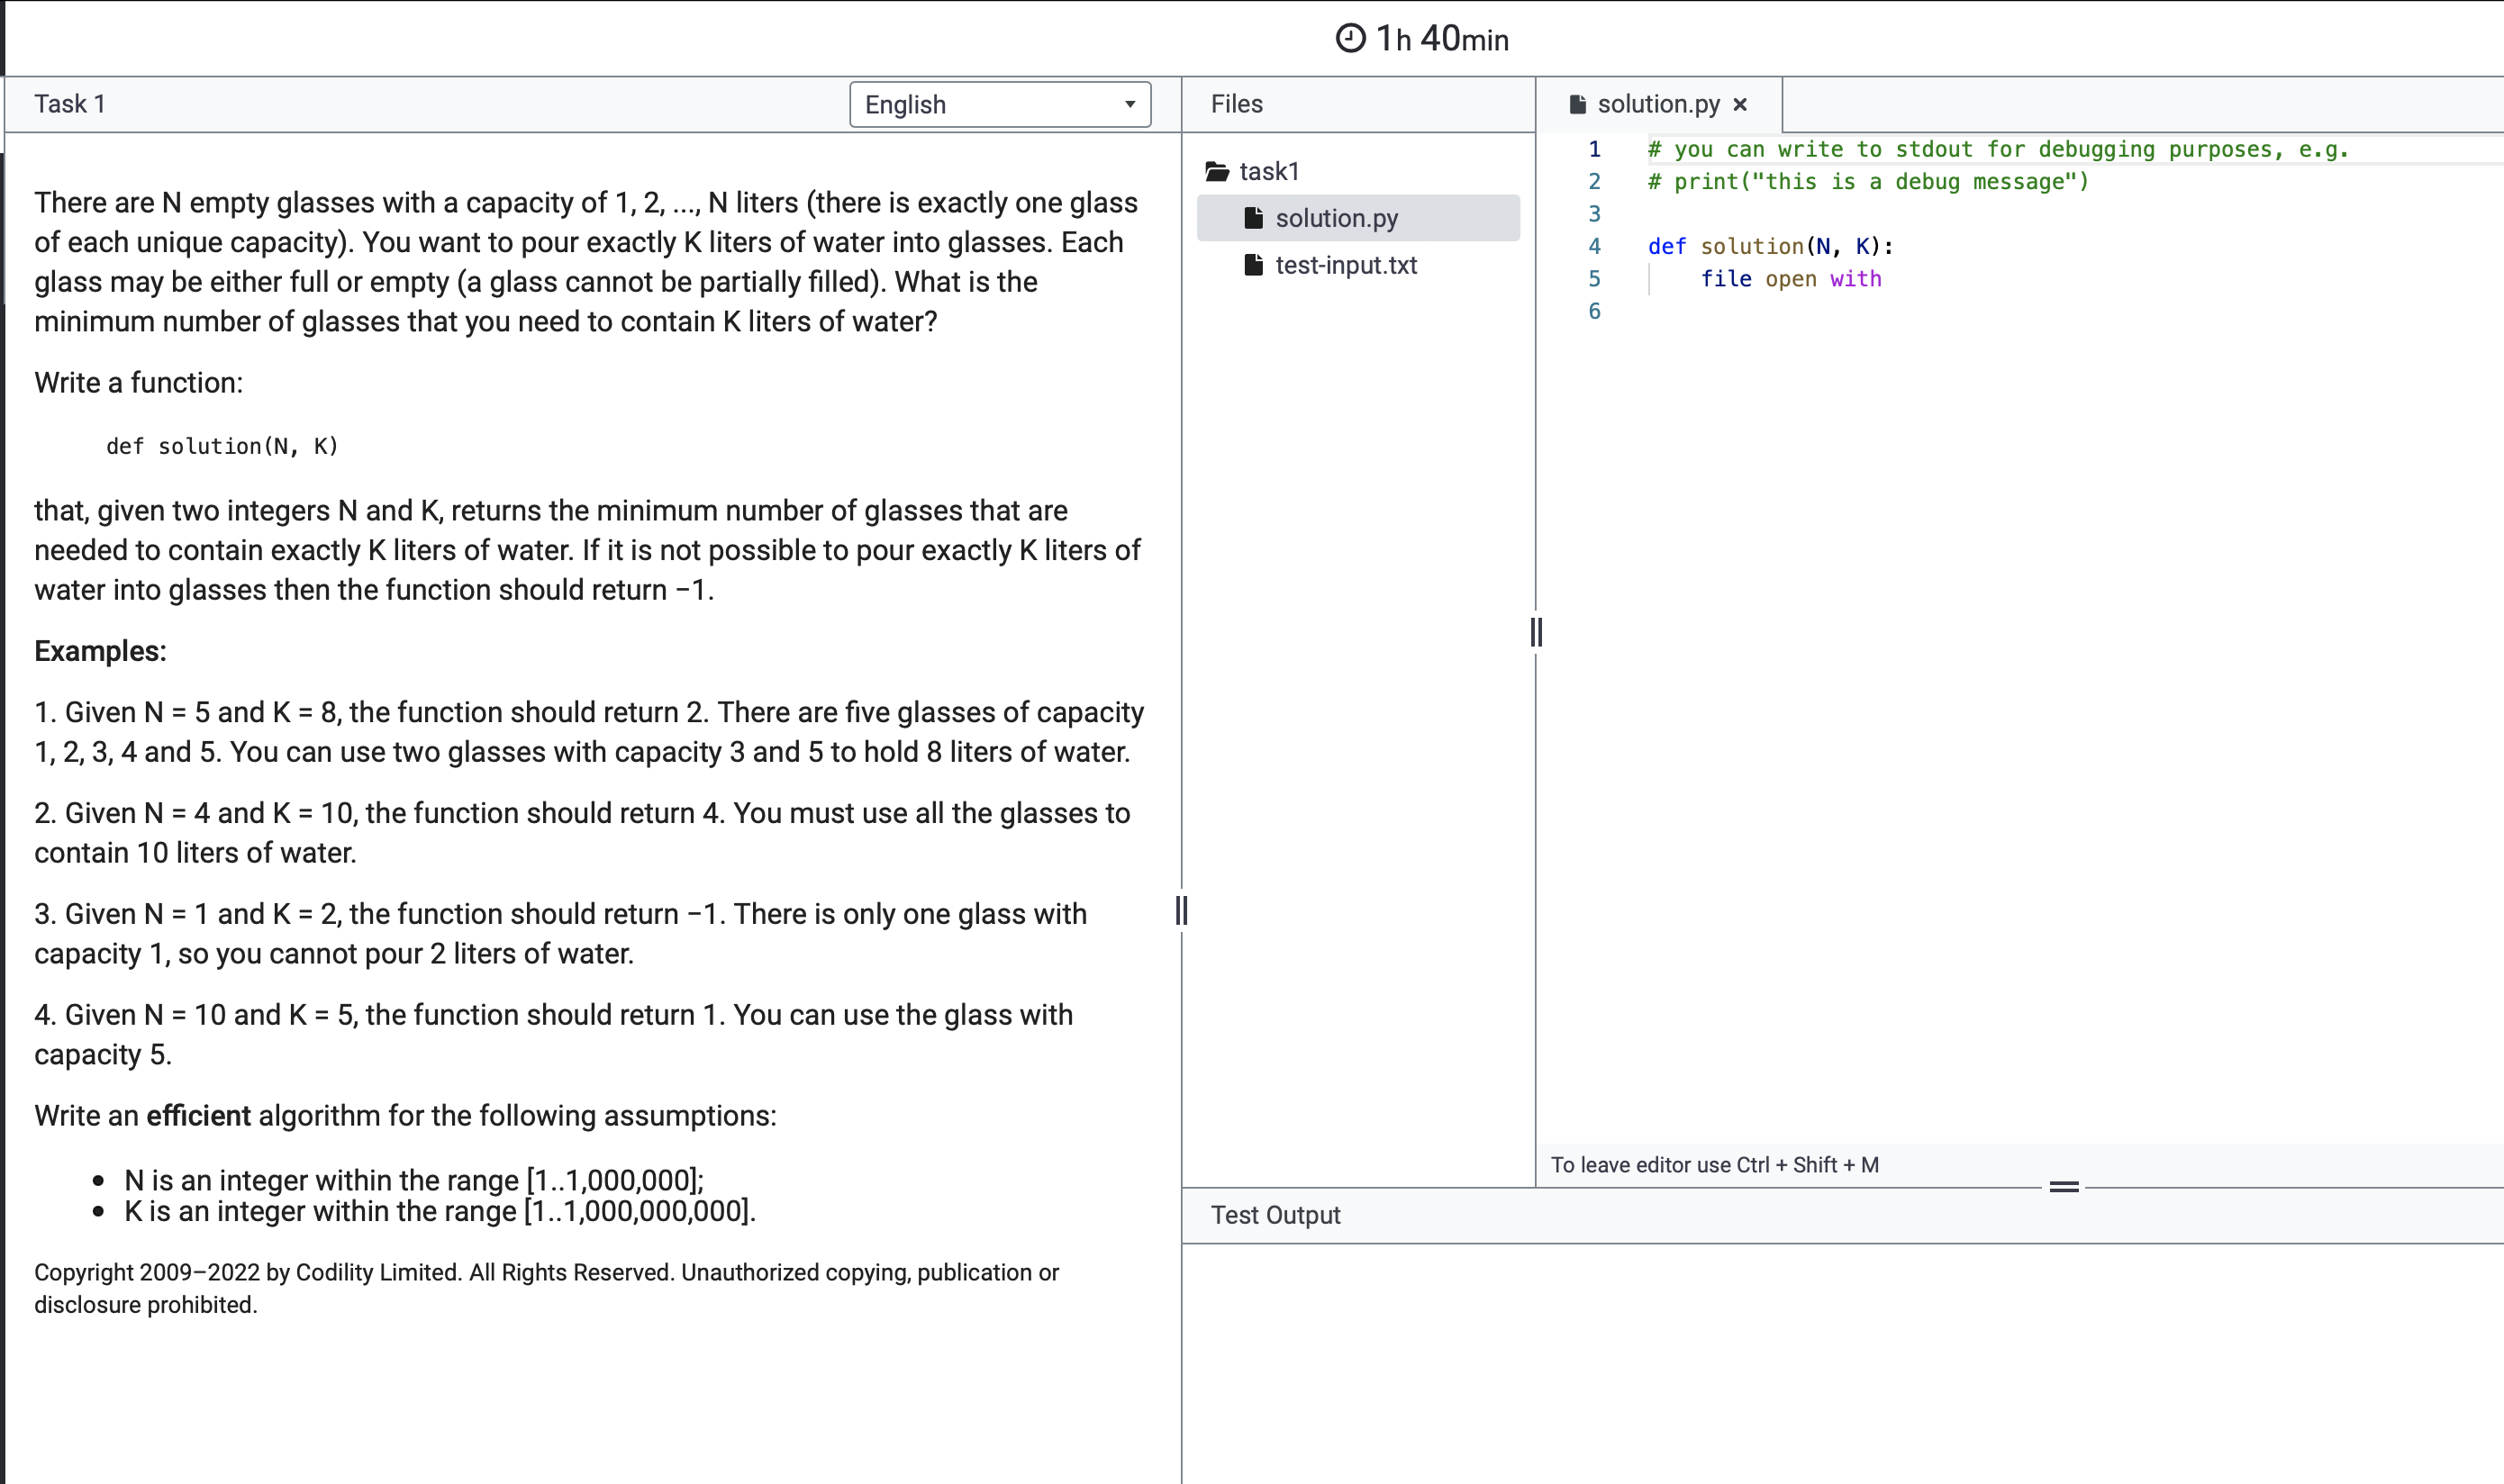 1h 40min
Task 1
English
Files
solution.py
There are N empty glasses with a capacity of 1, 2, ..., N liters (there is exactly one glass
of each unique capacity). You want to pour exactly K liters of water into glasses. Each
glass may be either full or empty (a glass cannot be partially filled). What is the
minimum number of glasses that you need to contain K liters of water?
Write a function:
def solution(N, K)
that, given two integers N and K, returns the minimum number of glasses that are
needed to contain exactly K liters of water. If it is not possible to pour exactly K liters of
water into glasses then the function should return −1.
Examples:
1. Given N = 5 and K = 8, the function should return 2. There are five glasses of capacity
1, 2, 3, 4 and 5. You can use two glasses with capacity 3 and 5 to hold 8 liters of water.
2. Given N = 4 and K = 10, the function should return 4. You must use all the glasses to
contain 10 liters of water.
3. Given N = 1 and K = 2, the function should return −1. There is only one glass with
capacity 1, so you cannot pour 2 liters of water.
4. Given N = 10 and K = 5, the function should return 1. You can use the glass with
capacity 5.
Write an efficient algorithm for the following assumptions:
• N is an integer within the range [1..1,000,000];
• K is an integer within the range [1..1,000,000,000].
Copyright 2009–2022 by Codility Limited. All Rights Reserved. Unauthorized copying, publication or
disclosure prohibited.
task1
solution.py
test-input.txt
1 # you can write to stdout for debugging purposes, e.g.
2 # print("this is a debug message")
3
4 def solution(N, K):
5     file open with
6
To leave editor use Ctrl + Shift + M
Test Output